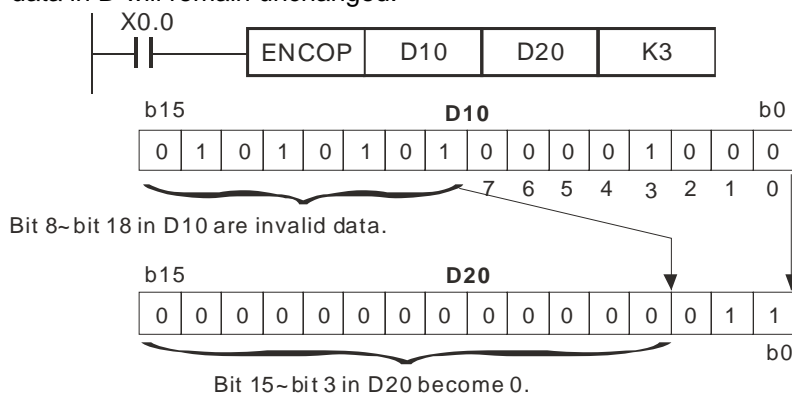 data in D will remain unchanged.
X0.0
ENCOP D10 D20 K3
b15 D10 b0
0 1 0 1 0 1 0 1 0 0 0 0 1 0 0 0
7 6 5 4 3 2 1 0
Bit 8~bit 18 in D10 are invalid data.
b15 D20
0 0 0 0 0 0 0 0 0 0 0 0 0 0 1 1
b0
Bit 15~bit 3 in D20 become 0.